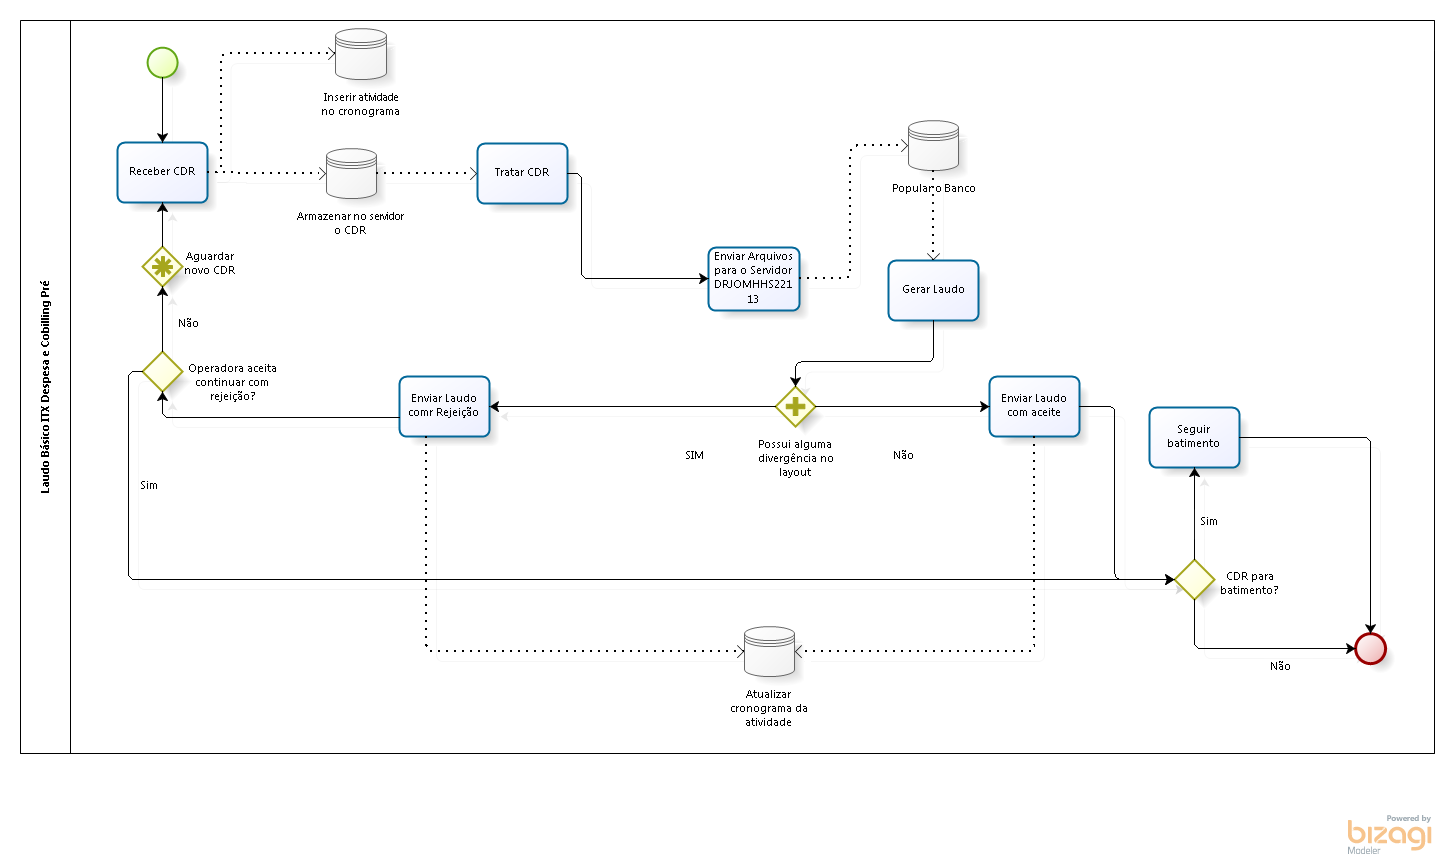 Laudo Básico ITX Despesa e Cobilling Pré
Inserir atividade
no cronograma
Receber CDR
Armazenar no servidor
o CDR
Tratar CDR
Popular o Banco
Aguardar
novo CDR
Enviar Arquivos
para o Servidor
DRJOMHHS221
13
Gerar Laudo
Não
Operadora aceita
continuar com
rejeição?
Enviar Laudo
comr Rejeição
Enviar Laudo
com aceite
Possui alguma
divergência no
layout
SIM
Não
Seguir
batimento
Sim
Sim
CDR para
batimento?
Não
Atualizar
cronograma da
atividade
Powered by
bizagi
Modeler